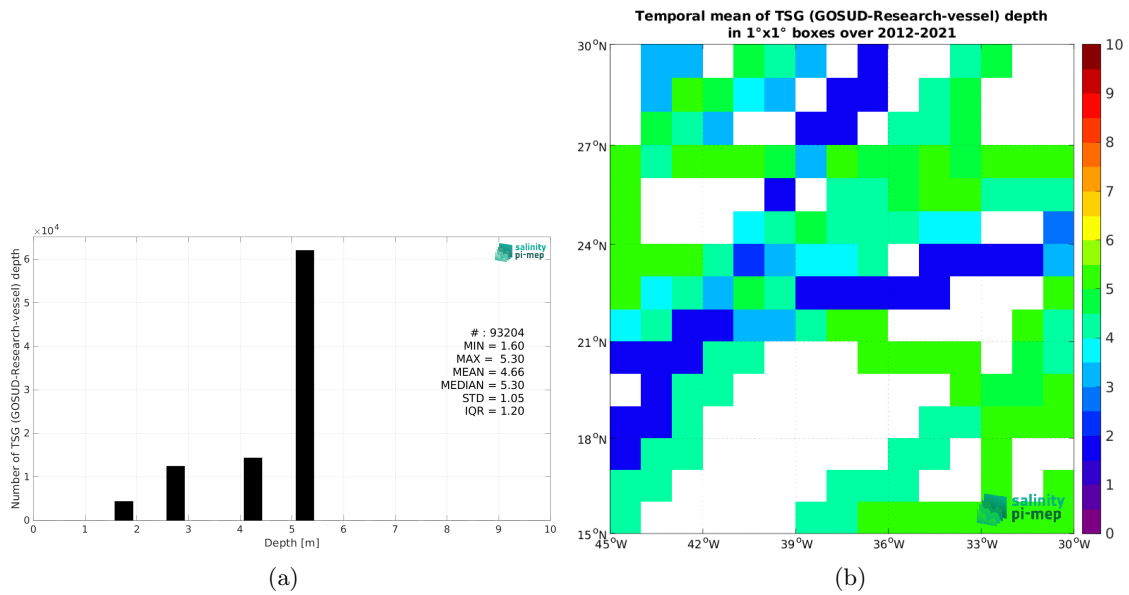 ×10⁴
6
5
4
3
2
1
0
Number of TSG (GOSUD-Research-vessel) depth
salinity
pi-mep
# : 93204
MIN = 1.60
MAX = 5.30
MEAN = 4.66
MEDIAN = 5.30
STD = 1.05
IQR = 1.20
0 1 2 3 4 5 6 7 8 9 10
Depth [m]
(a)
Temporal mean of TSG (GOSUD-Research-vessel) depth
in 1°x1° boxes over 2012-2021
30°N
27°N
24°N
21°N
18°N
15°N
45°W 42°W 39°W 36°W 33°W 30°W
salinity
pi-mep
10
9
8
7
6
5
4
3
2
1
0
(b)